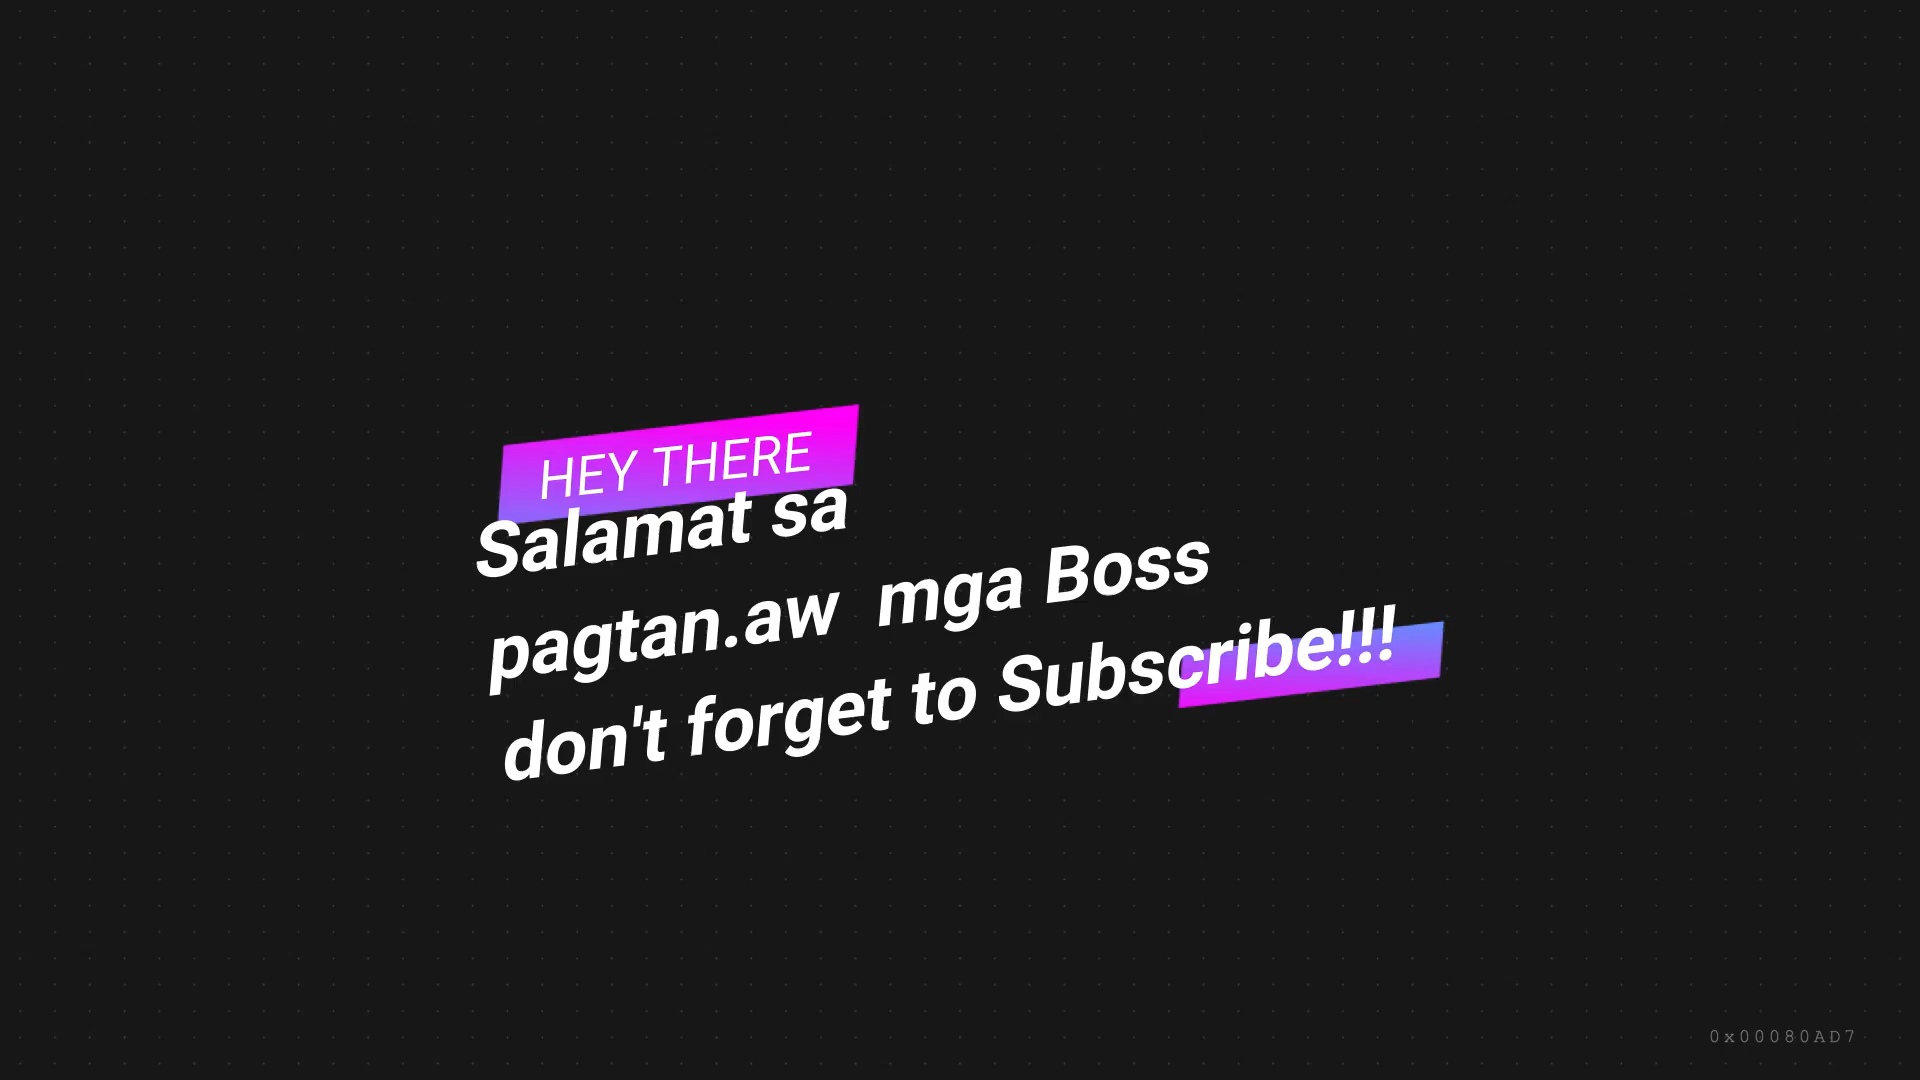 HEY THERE
Salamat sa
pagtan.aw  mga Boss
don't forget to Subscribe!!!
0x00080AD7